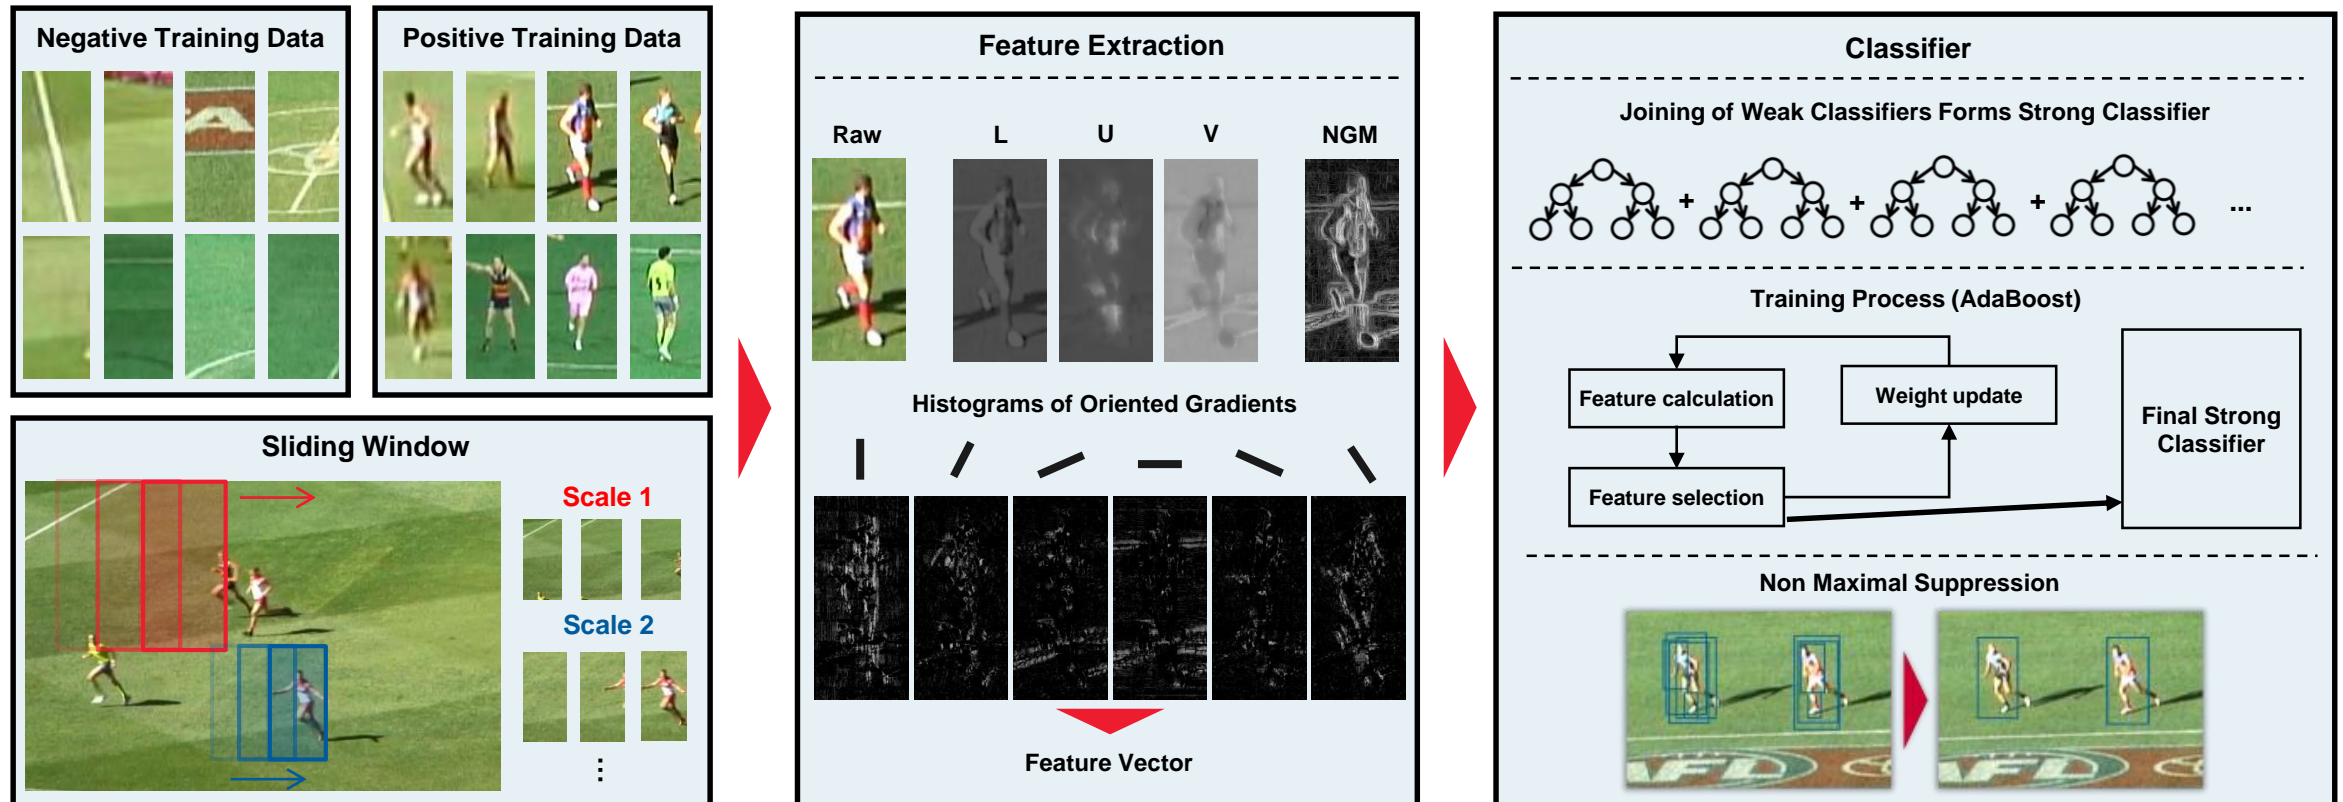 Negative Training Data
Positive Training Data
Sliding Window
Scale 1
Scale 2
⋮
Feature Extraction
Raw
L
U
V
NGM
Histograms of Oriented Gradients
Feature Vector
Classifier
Joining of Weak Classifiers Forms Strong Classifier
+ + + ...
Training Process (AdaBoost)
Feature calculation
Weight update
Feature selection
Final Strong
Classifier
Non Maximal Suppression
AFL